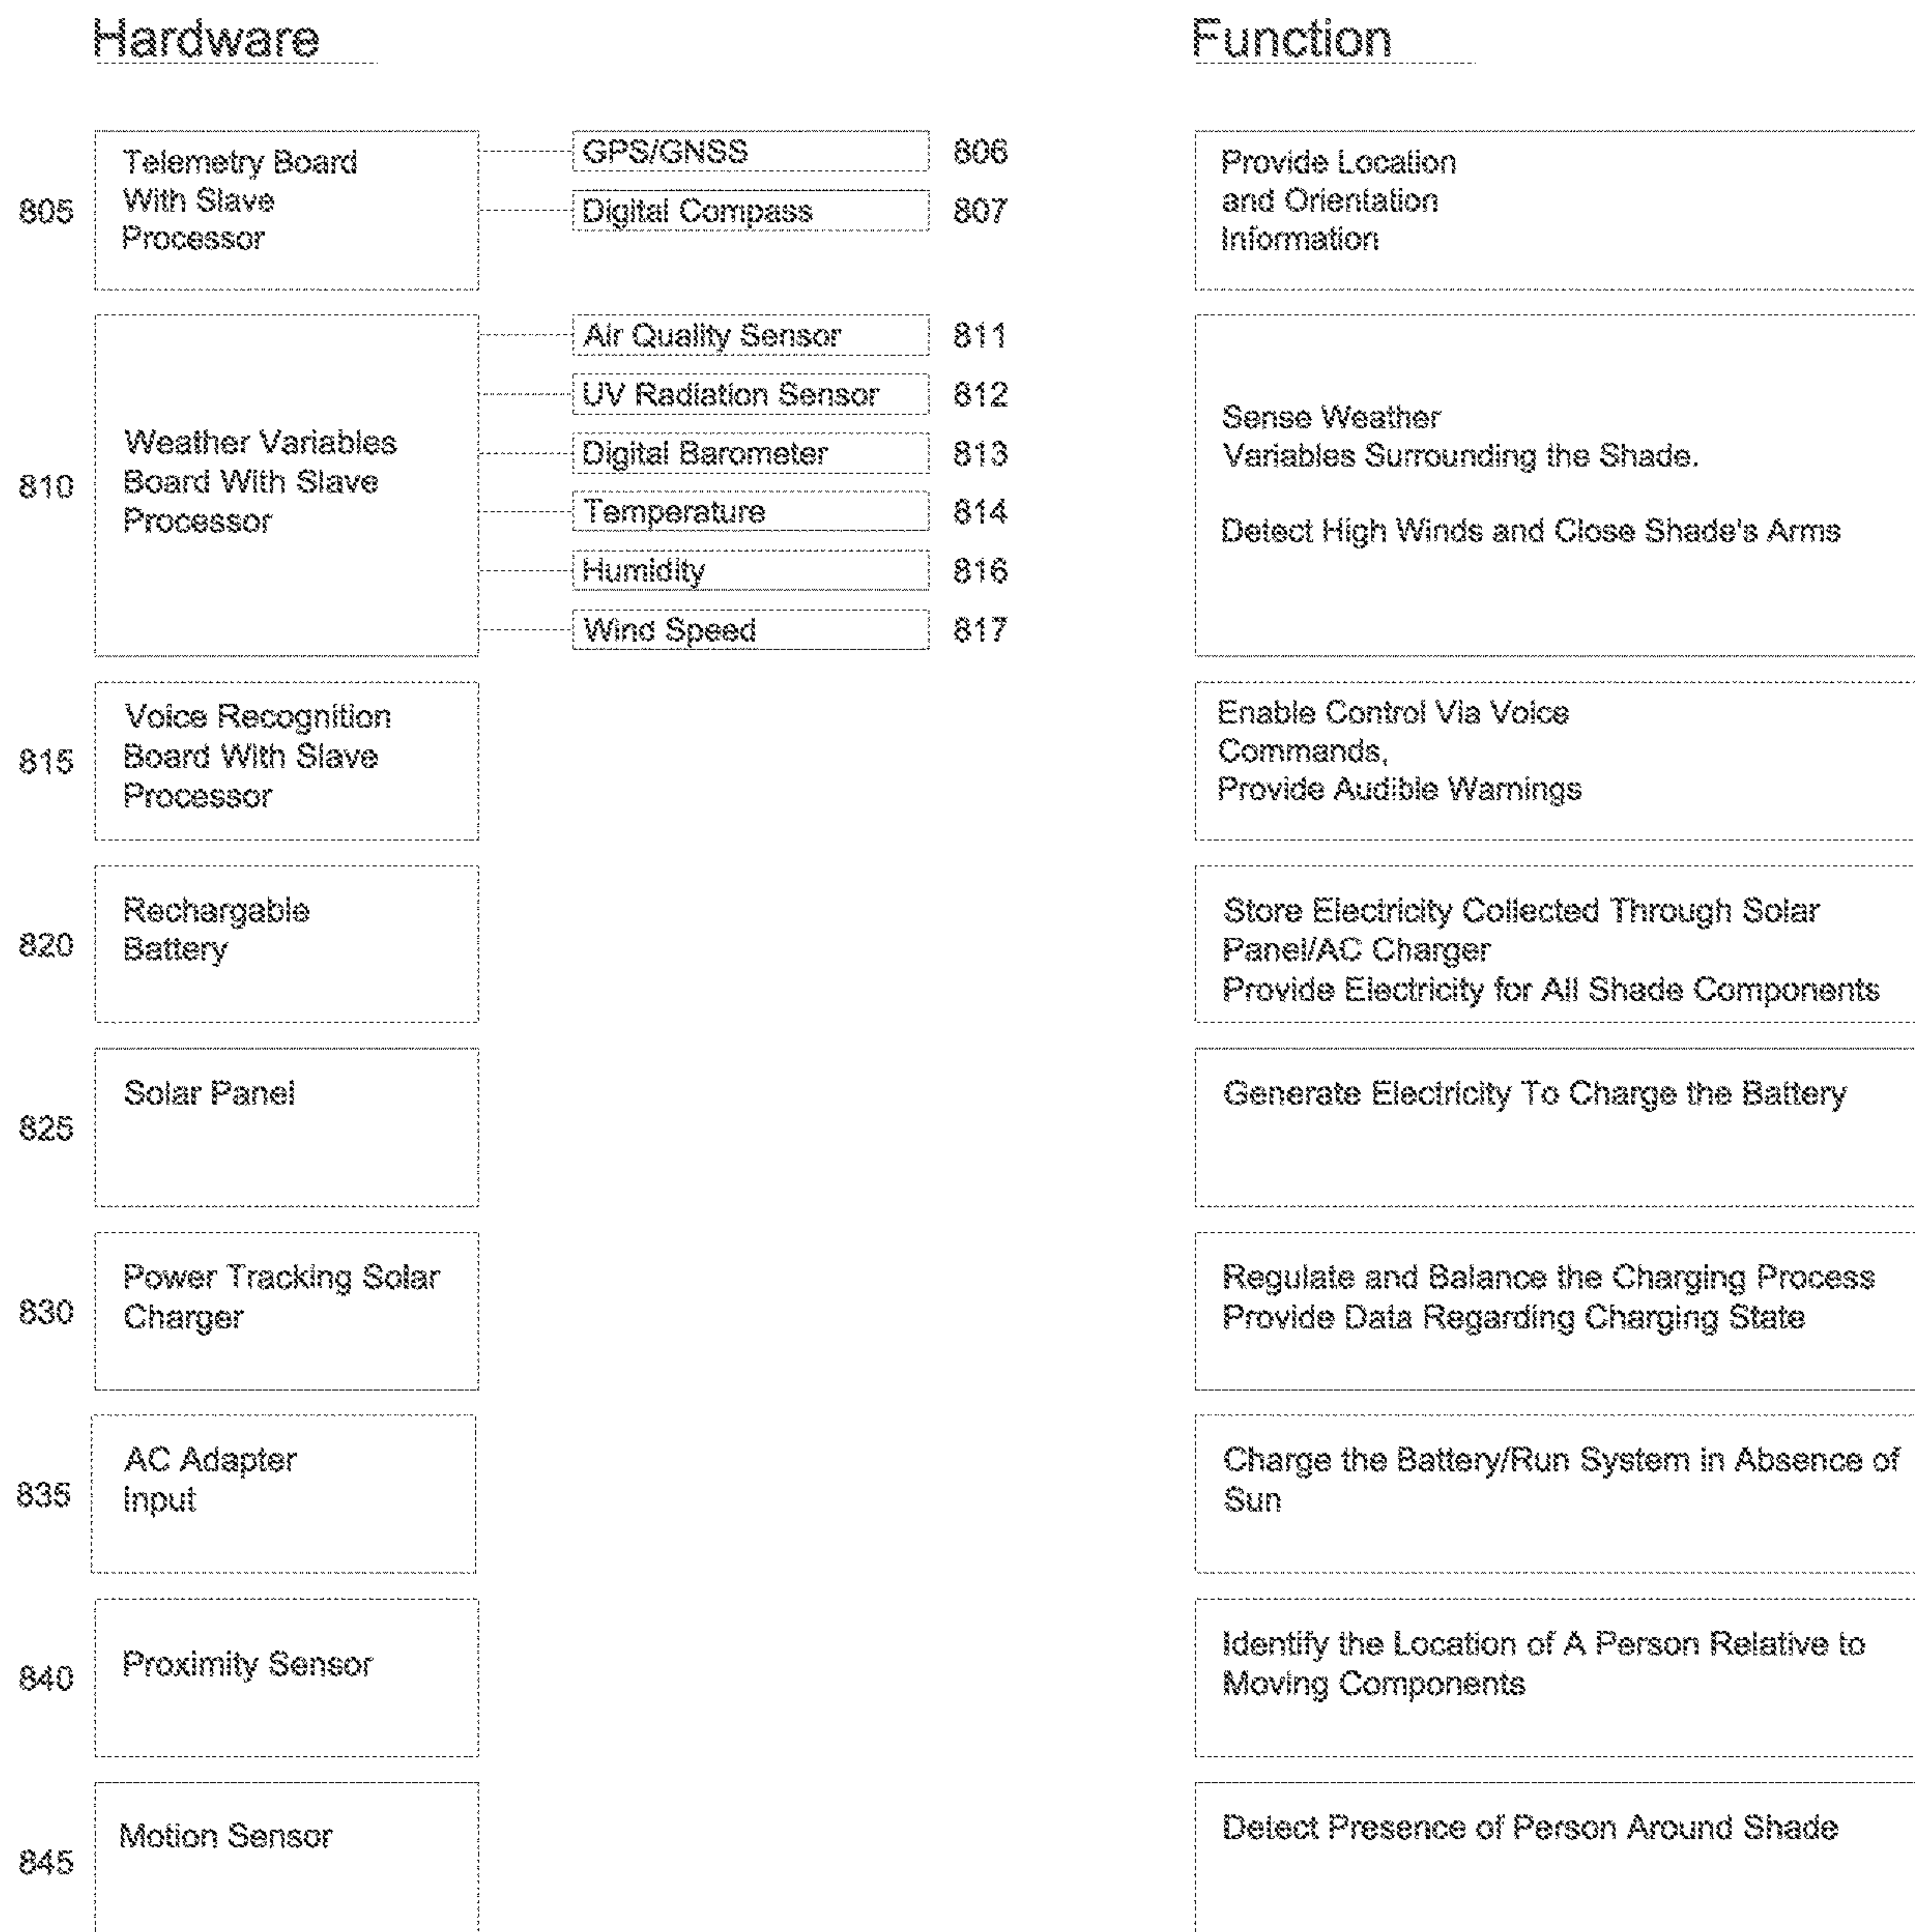 Hardware
Function
805
Telemetry Board
With Slave
Processor
GPS/GNSS
806
Digital Compass
807
Provide Location
and Orientation
Information
810
Weather Variables
Board With Slave
Processor
Air Quality Sensor
811
UV Radiation Sensor
812
Digital Barometer
813
Temperature
814
Humidity
816
Wind Speed
817
Sense Weather
Variables Surrounding the Shade.
Detect High Winds and Close Shade's Arms
815
Voice Recognition
Board With Slave
Processor
Enable Control Via Voice
Commands,
Provide Audible Warnings
820
Rechargable
Battery
Store Electricity Collected Through Solar
Panel/AC Charger
Provide Electricity for All Shade Components
825
Solar Panel
Generate Electricity To Charge the Battery
830
Power Tracking Solar
Charger
Regulate and Balance the Charging Process
Provide Data Regarding Charging State
835
AC Adapter
Input
Charge the Battery/Run System in Absence of
Sun
840
Proximity Sensor
Identify the Location of A Person Relative to
Moving Components
845
Motion Sensor
Detect Presence of Person Around Shade